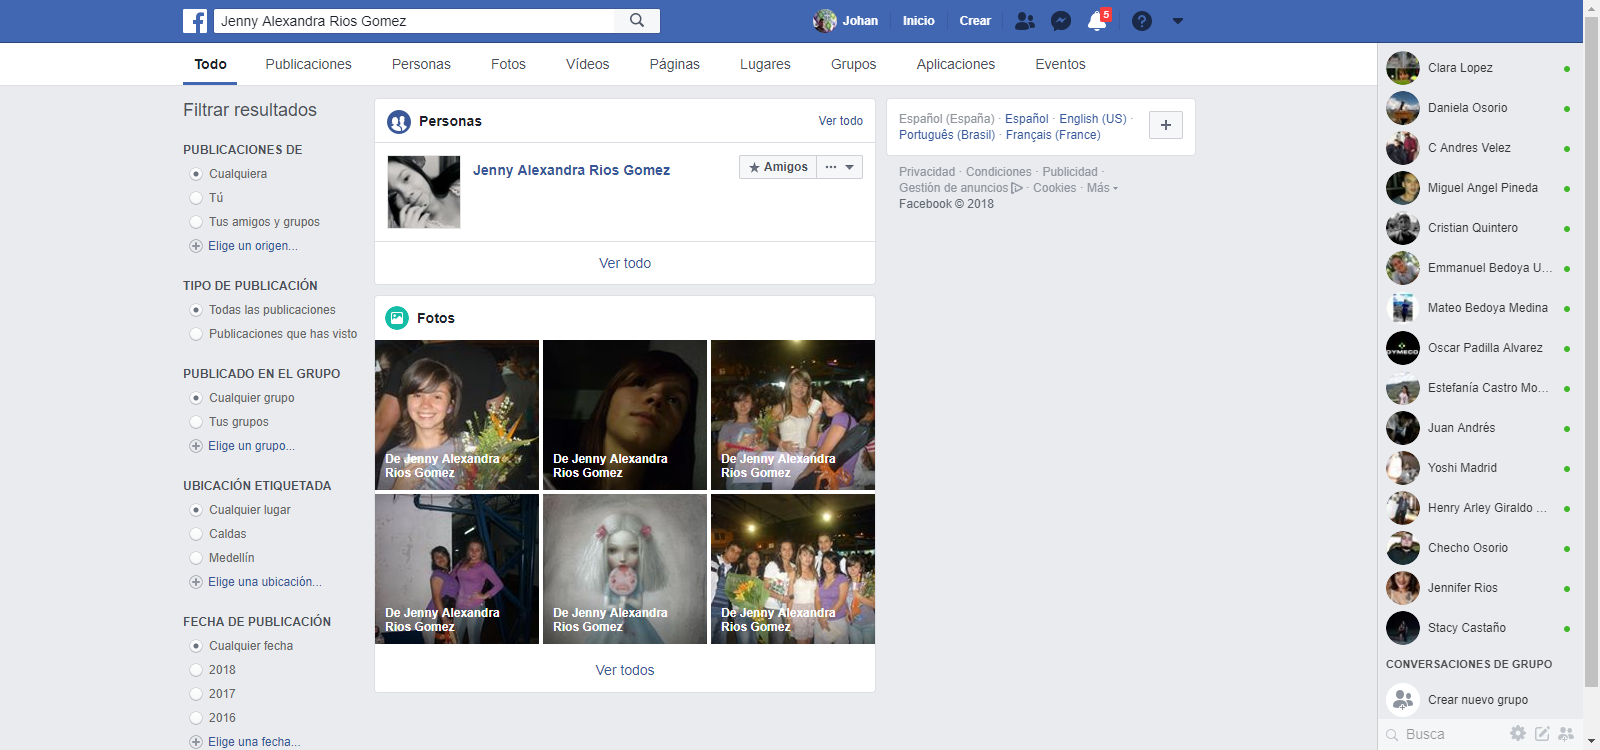 Jenny Alexandra Rios Gomez
Johan
Inicio
Crear
5
Todo
Publicaciones
Personas
Fotos
Vídeos
Páginas
Lugares
Grupos
Aplicaciones
Eventos
Filtrar resultados
PUBLICACIONES DE
Cualquiera
Tú
Tus amigos y grupos
Elige un origen...
TIPO DE PUBLICACIÓN
Todas las publicaciones
Publicaciones que has visto
PUBLICADO EN EL GRUPO
Cualquier grupo
Tus grupos
Elige un grupo...
UBICACIÓN ETIQUETADA
Cualquier lugar
Caldas
Medellín
Elige una ubicación...
FECHA DE PUBLICACIÓN
Cualquier fecha
2018
2017
2016
Elige una fecha...
Personas
Ver todo
Jenny Alexandra Rios Gomez
Amigos
Ver todo
Fotos
De Jenny Alexandra
Rios Gomez
De Jenny Alexandra
Rios Gomez
De Jenny Alexandra
Rios Gomez
De Jenny Alexandra
Rios Gomez
De Jenny Alexandra
Rios Gomez
De Jenny Alexandra
Rios Gomez
Ver todos
Español (España) · Español · English (US) ·
Português (Brasil) · Français (France)
Privacidad · Condiciones · Publicidad ·
Gestión de anuncios · Cookies · Más
Facebook © 2018
Clara Lopez
Daniela Osorio
C Andres Velez
Miguel Angel Pineda
Cristian Quintero
Emmanuel Bedoya U...
Mateo Bedoya Medina
DYMECO
Oscar Padilla Alvarez
Estefanía Castro Mo...
Juan Andrés
Yoshi Madrid
Henry Arley Giraldo ...
Checho Osorio
Jennifer Rios
Stacy Castaño
CONVERSACIONES DE GRUPO
Crear nuevo grupo
Busca